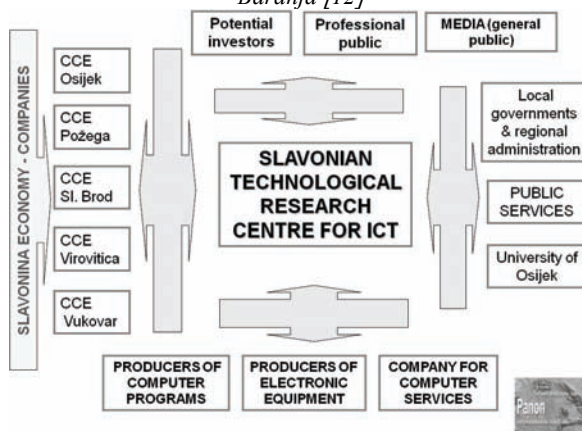 Baranja [12]
Potential
investors
Professional
public
MEDIA (general
public)
SLAVONINA ECONOMY - COMPANIES
CCE
Osijek
CCE
Požega
CCE
Sl. Brod
CCE
Virovitica
CCE
Vukovar
SLAVONIAN
TECHNOLOGICAL
RESEARCH
CENTRE FOR ICT
Local
governments
& regional
administration
PUBLIC
SERVICES
University of
Osijek
PRODUCERS OF
COMPUTER
PROGRAMS
PRODUCERS OF
ELECTRONIC
EQUIPMENT
COMPANY FOR
COMPUTER
SERVICES
Panon